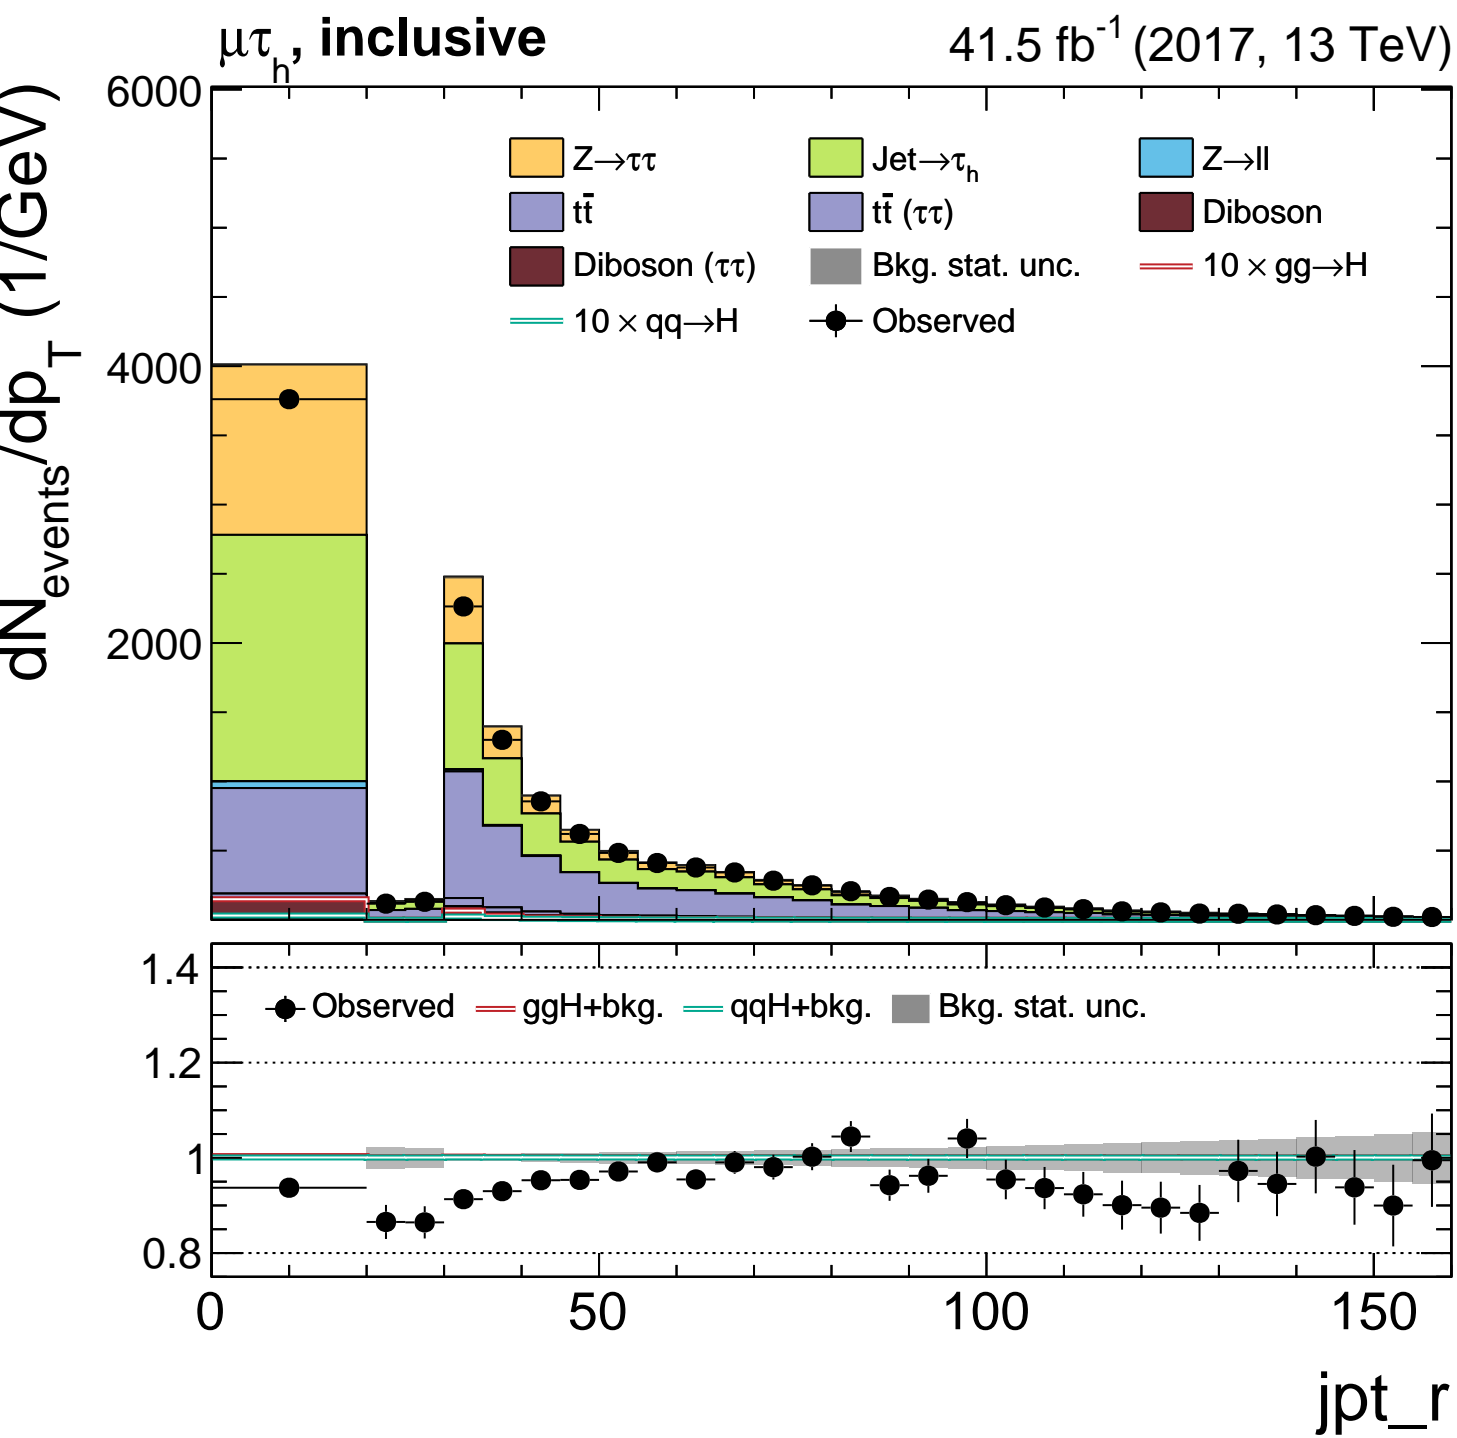 μτh, inclusive
41.5 fb-1 (2017, 13 TeV)
dNevents/dpT (1/GeV)
6000
4000
2000
Z→ττ
Jet→τh
Z→ll
tt̄
tt̄ (ττ)
Diboson
Diboson (ττ)
Bkg. stat. unc.
10 × gg→H
10 × qq→H
Observed
1.4
1.2
1
0.8
Observed
ggH+bkg.
qqH+bkg.
Bkg. stat. unc.
0
50
100
150
jpt_r